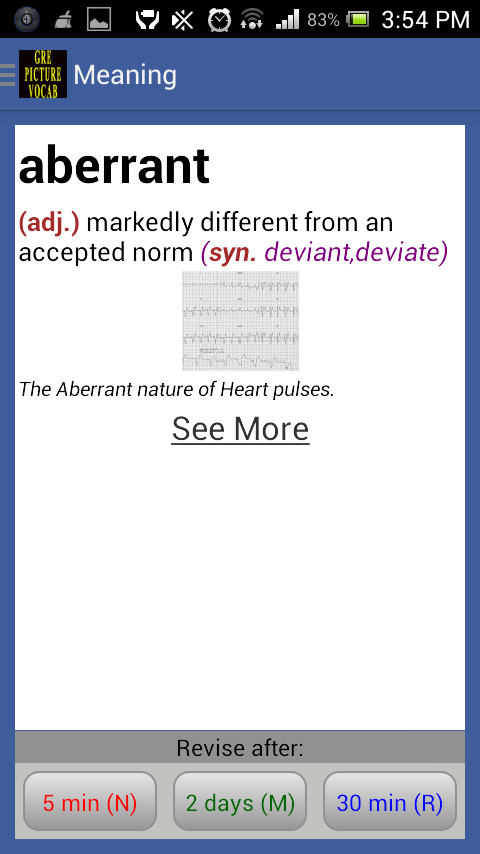 83% 3:54 PM
GRE
PICTURE
VOCAB
Meaning
aberrant
(adj.) markedly different from an
accepted norm (syn. deviant,deviate)
The Aberrant nature of Heart pulses.
See More
Revise after:
5 min (N) 2 days (M) 30 min (R)